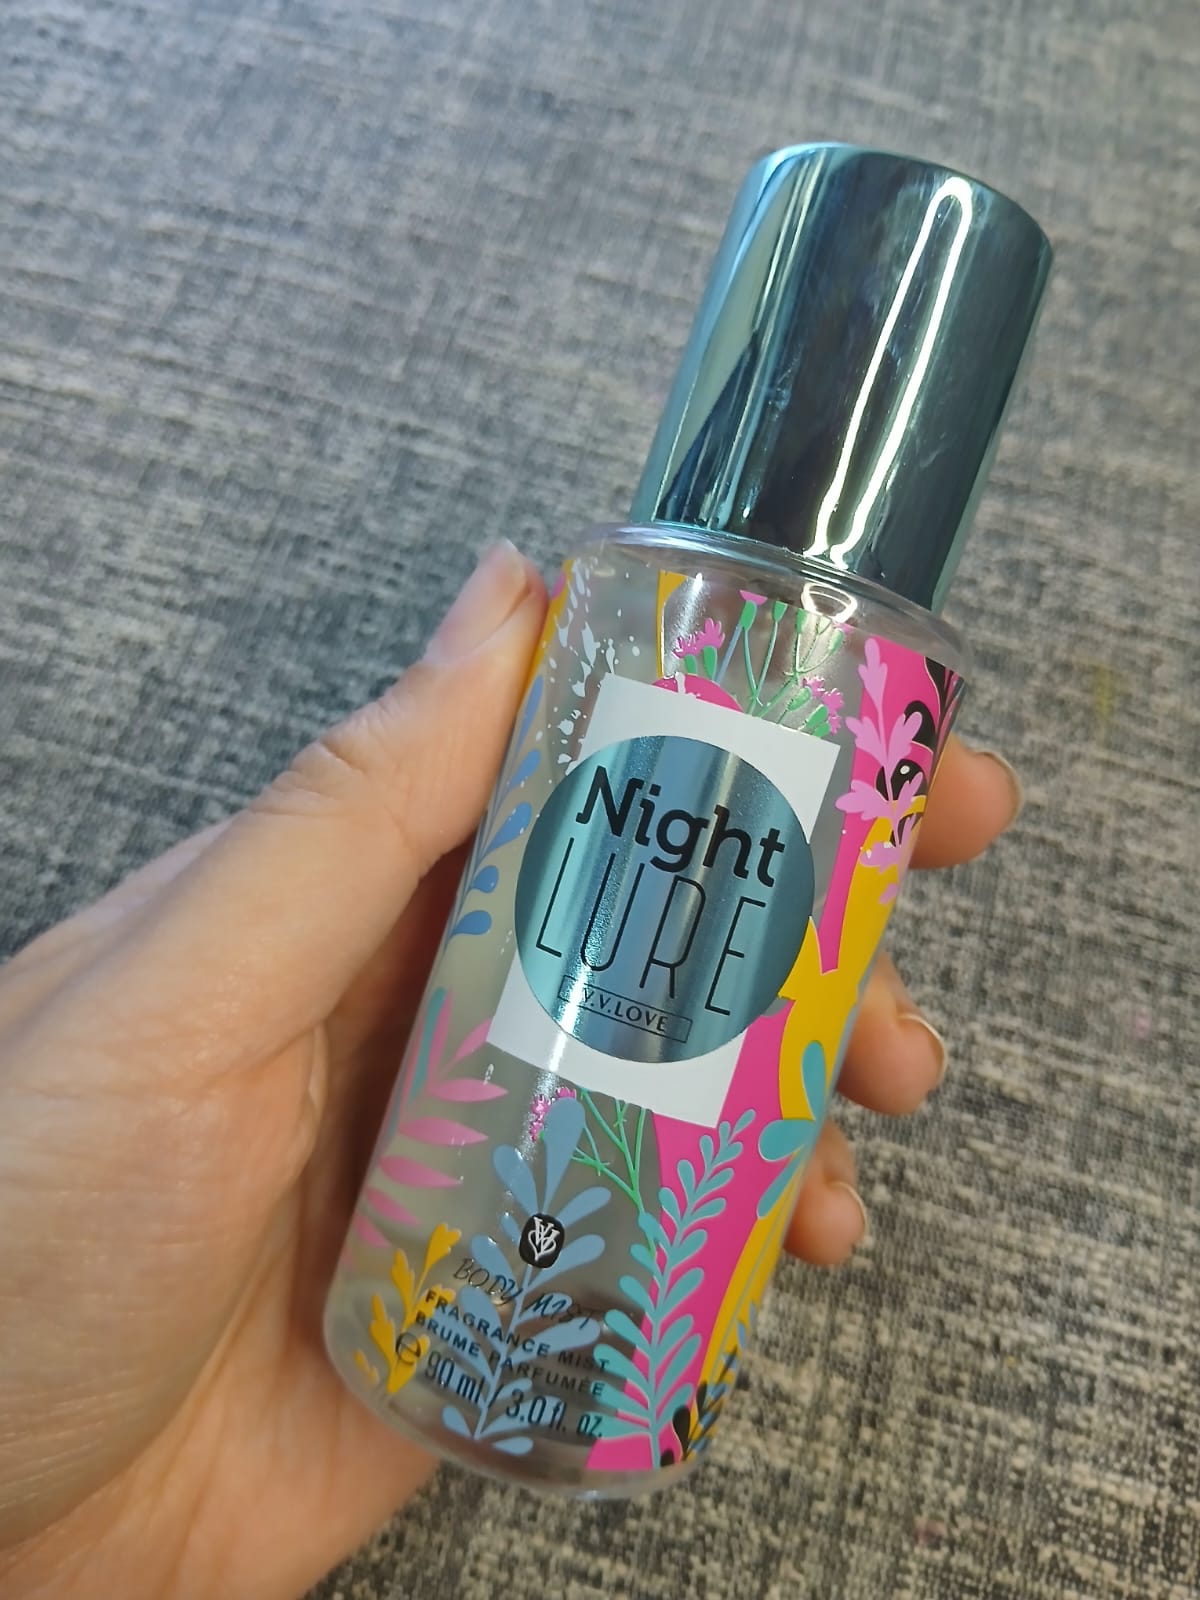 Night
LURE
V.V.LOVE
BODY MIST
FRAGRANCE MIST
BRUME PARFUMÉE
℮ 90 ml / 3.0 fl. oz.